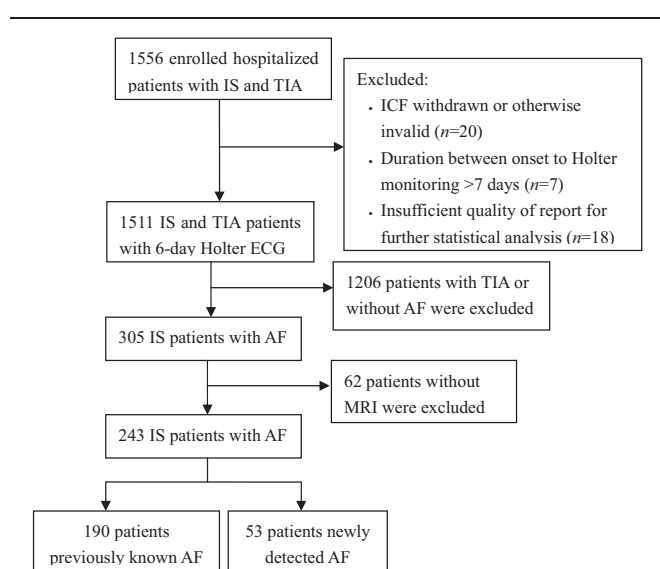 1556 enrolled hospitalized
patients with IS and TIA
Excluded:
• ICF withdrawn or otherwise
invalid (n=20)
• Duration between onset to Holter
monitoring >7 days (n=7)
• Insufficient quality of report for
further statistical analysis (n=18)
1511 IS and TIA patients
with 6-day Holter ECG
1206 patients with TIA or
without AF were excluded
305 IS patients with AF
62 patients without
MRI were excluded
243 IS patients with AF
190 patients
previously known AF
53 patients newly
detected AF